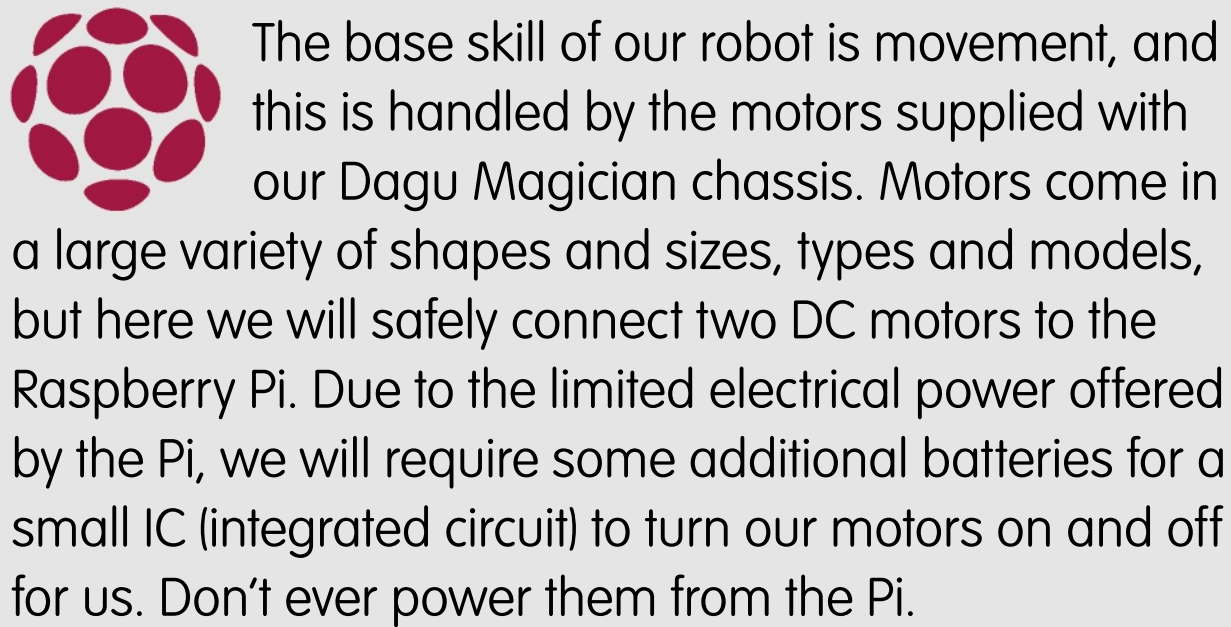 The base skill of our robot is movement, and
this is handled by the motors supplied with
our Dagu Magician chassis. Motors come in
a large variety of shapes and sizes, types and models,
but here we will safely connect two DC motors to the
Raspberry Pi. Due to the limited electrical power offered
by the Pi, we will require some additional batteries for a
small IC (integrated circuit) to turn our motors on and off
for us. Don’t ever power them from the Pi.